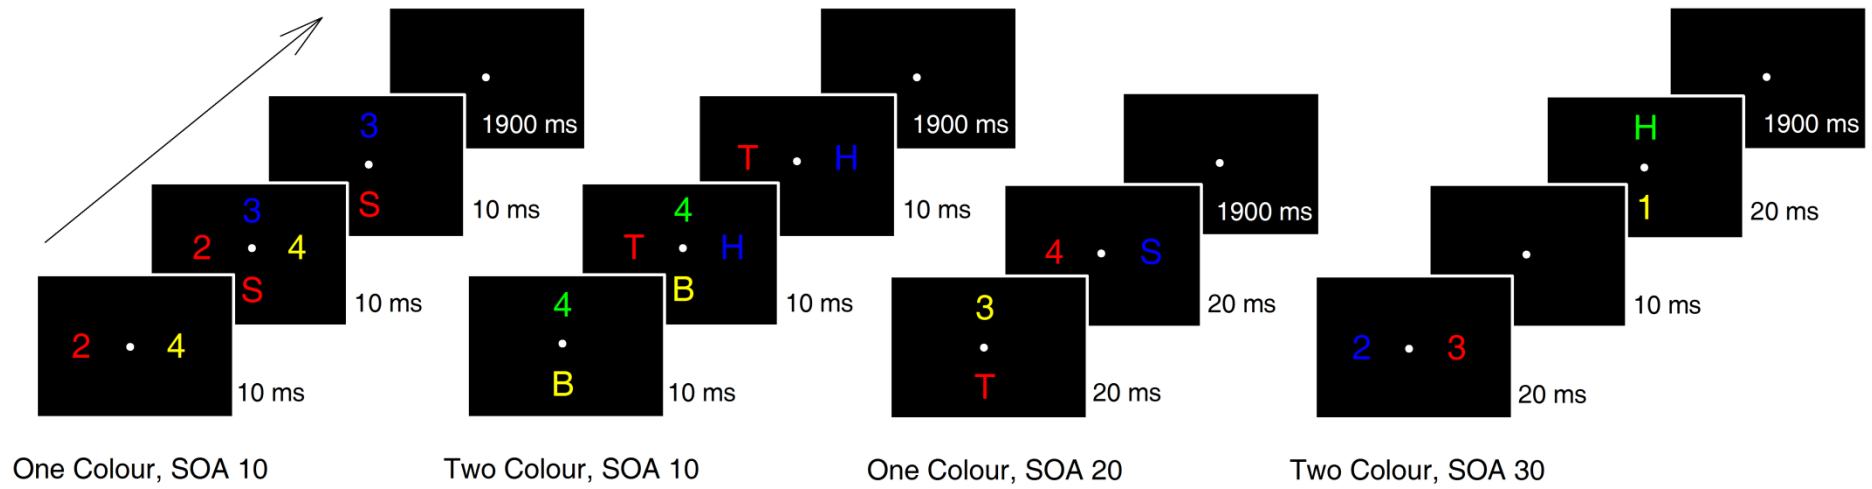 3
1900 ms
3
S
10 ms
2 4
S
10 ms
2 4
10 ms
One Colour, SOA 10
1900 ms
T H
10 ms
4
T H
B
10 ms
4
B
10 ms
Two Colour, SOA 10
1900 ms
4 S
20 ms
3
T
20 ms
One Colour, SOA 20
1900 ms
H
1
20 ms
10 ms
2 3
20 ms
Two Colour, SOA 30